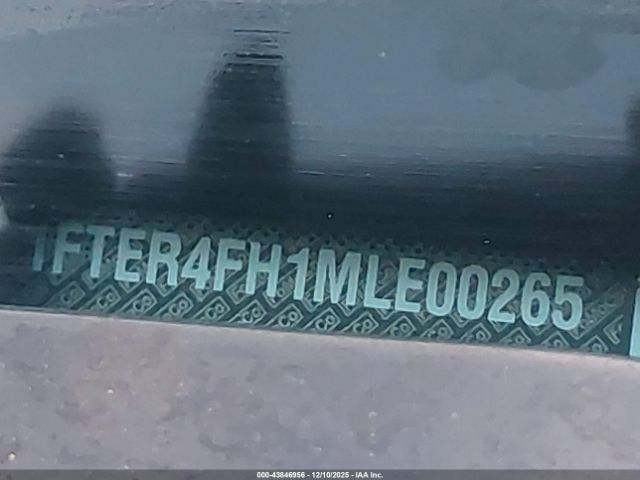 1FTER4FH1MLE00265
000-43846956 - 12/10/2025 - IAA Inc.